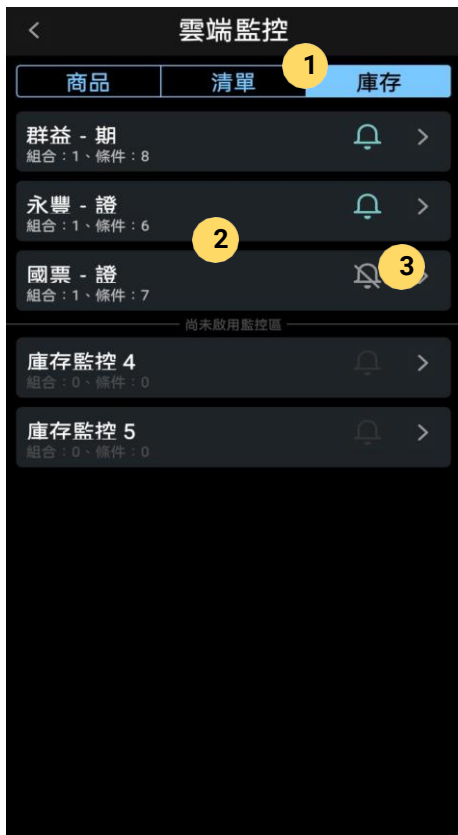 雲端監控
1
商品 清單 庫存
群益 - 期
組合：1、條件：8
永豐 - 證
組合：1、條件：6
2
國票 - 證
組合：1、條件：7
3
尚未啟用監控區
庫存監控 4
組合：0、條件：0
庫存監控 5
組合：0、條件：0